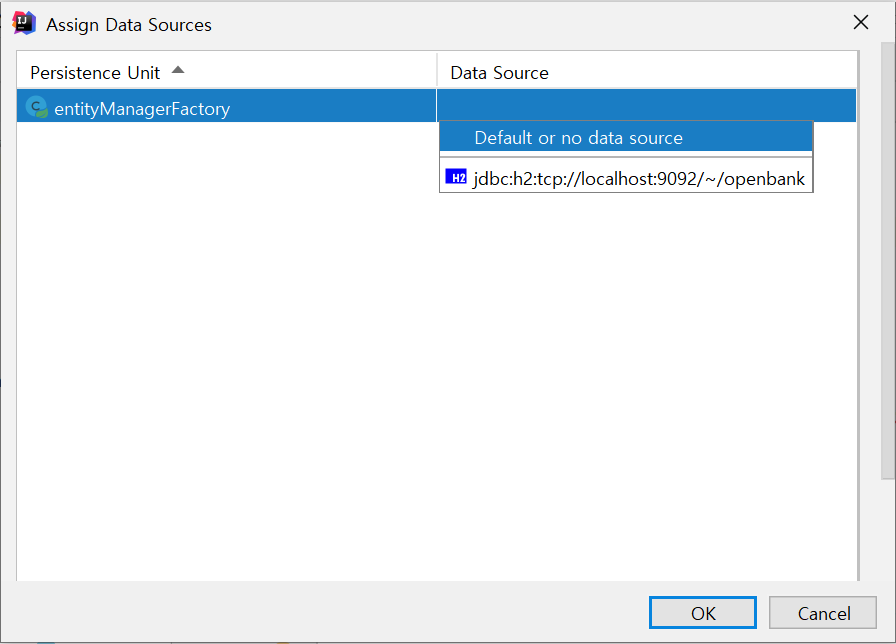 Assign Data Sources
Persistence Unit Data Source
entityManagerFactory
Default or no data source
H2 jdbc:h2:tcp://localhost:9092/~/openbank
OK Cancel